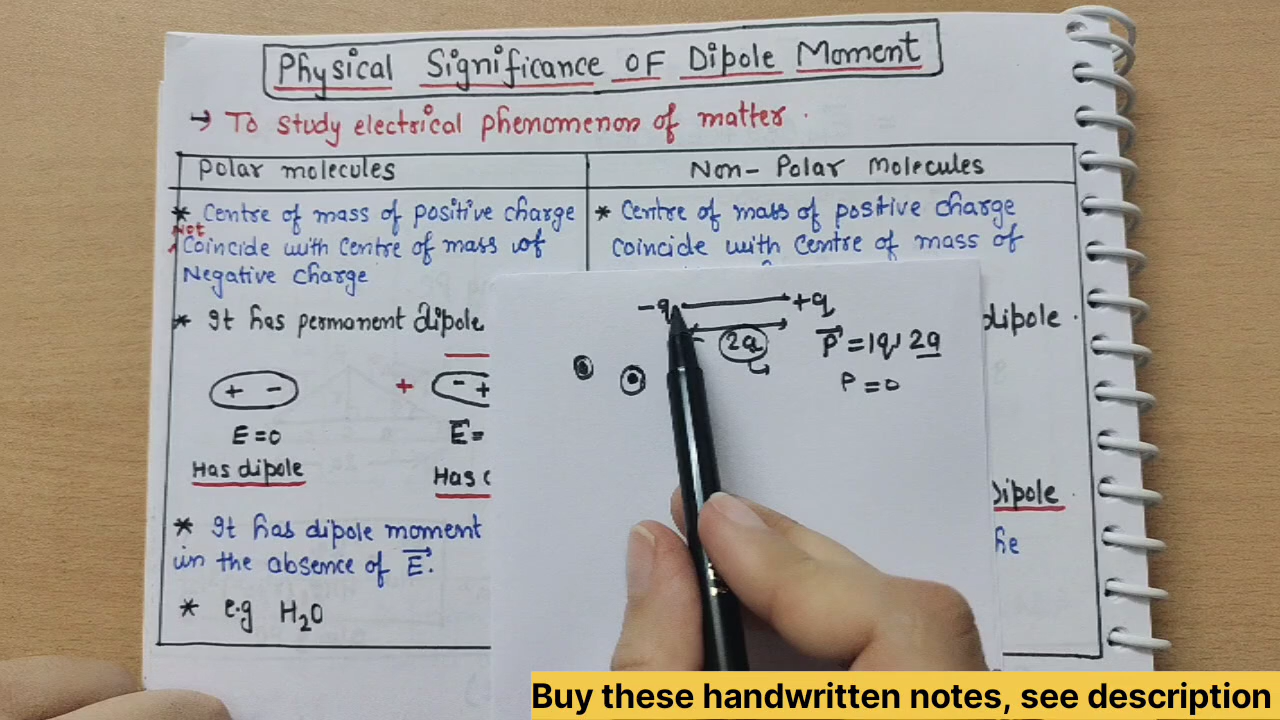 Physical Significance OF Dipole Moment
→ To study electrical phenomenon of matter.
Polar molecules
Non-Polar Molecules
* Centre of mass of positive charge
Not
Coincide with Centre of mass of
Negative Charge
* Centre of mass of positive charge
coincide with centre of mass of
* It has permanent dipole
dipole.
+ -
+
- +
E = 0
E⃗ =
Has dipole
Has
* It has dipole moment
in the absence of E⃗.
* e.g H₂O
Dipole.
he
-q
+q
2a
P⃗ = |q| 2a
P = 0
Buy these handwritten notes, see description